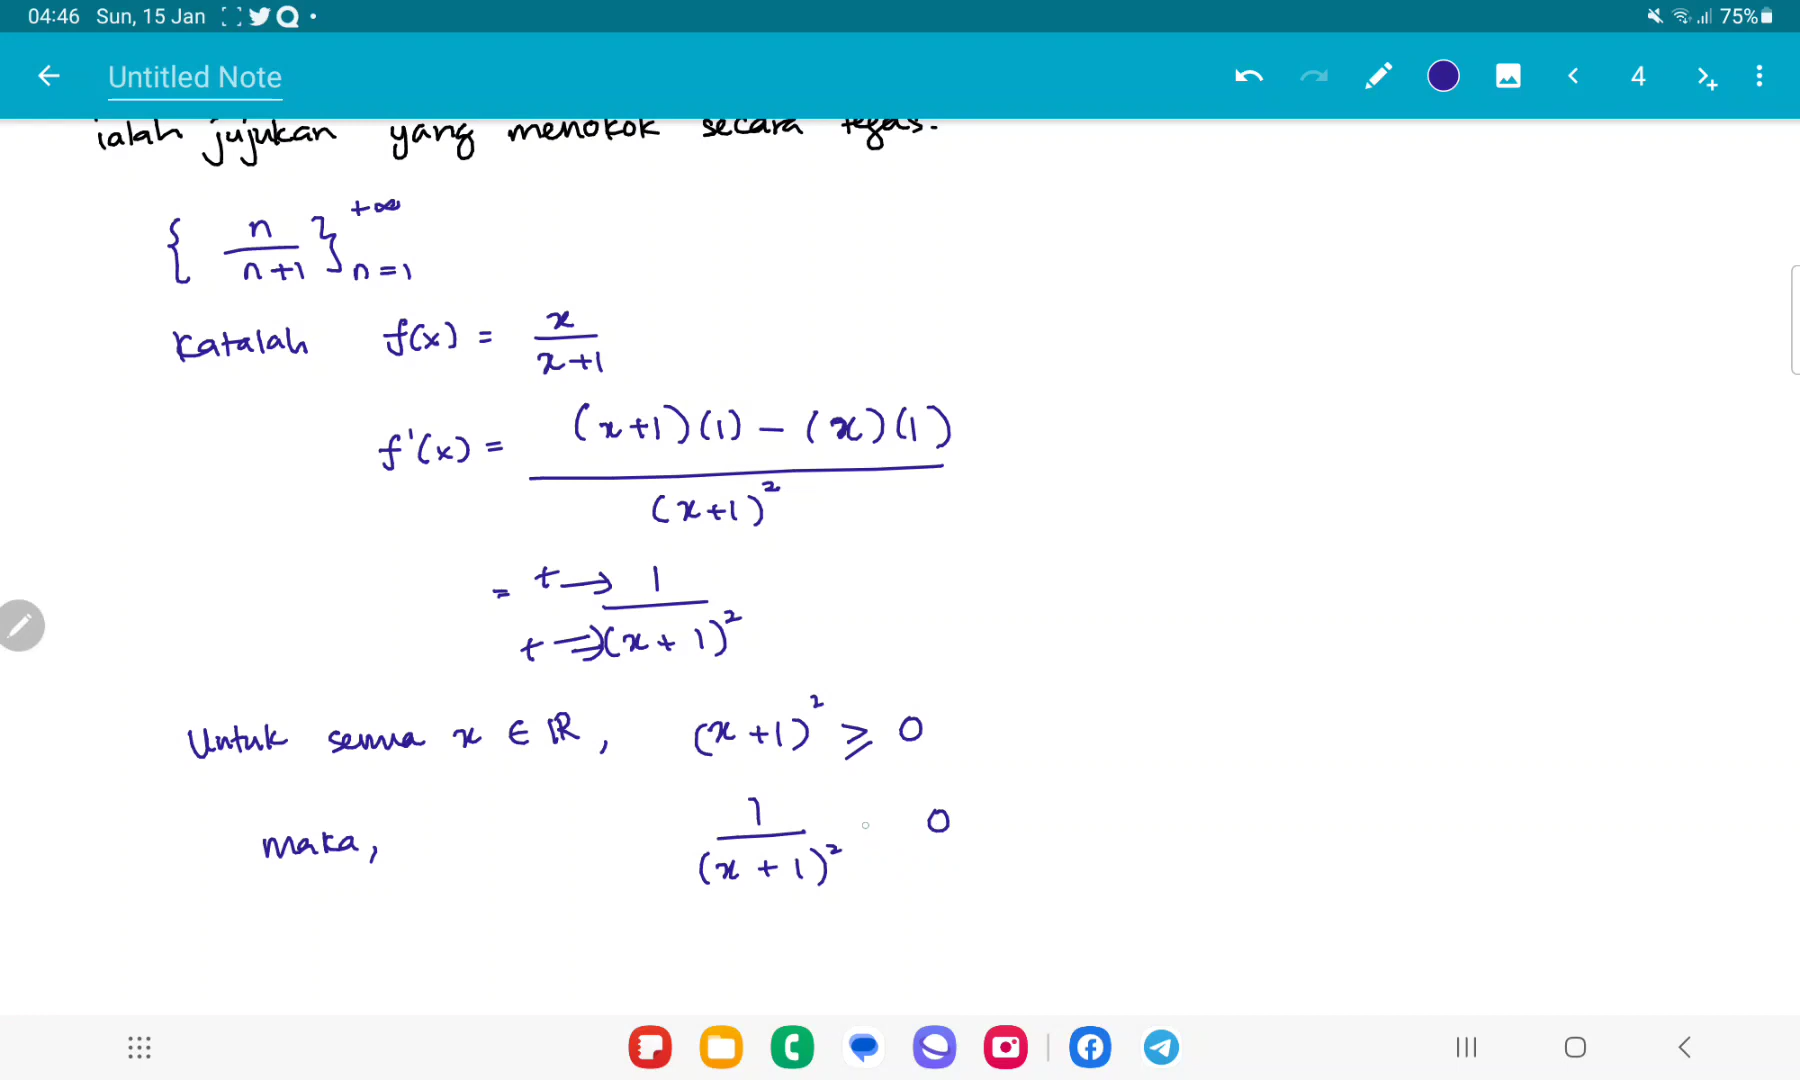 04:46 Sun, 15 Jan 75%
Untitled Note 4
ialah jujukan yang menokok secara tegas.
{ n/(n+1) }_{n=1}^{+∞}
Katalah f(x) = x/(x+1)
f'(x) = ((x+1)(1) - (x)(1))/(x+1)²
= + → 1 / + → (x+1)²
Untuk semua x ∈ ℝ, (x+1)² ≥ 0
maka, 1/(x+1)² 0